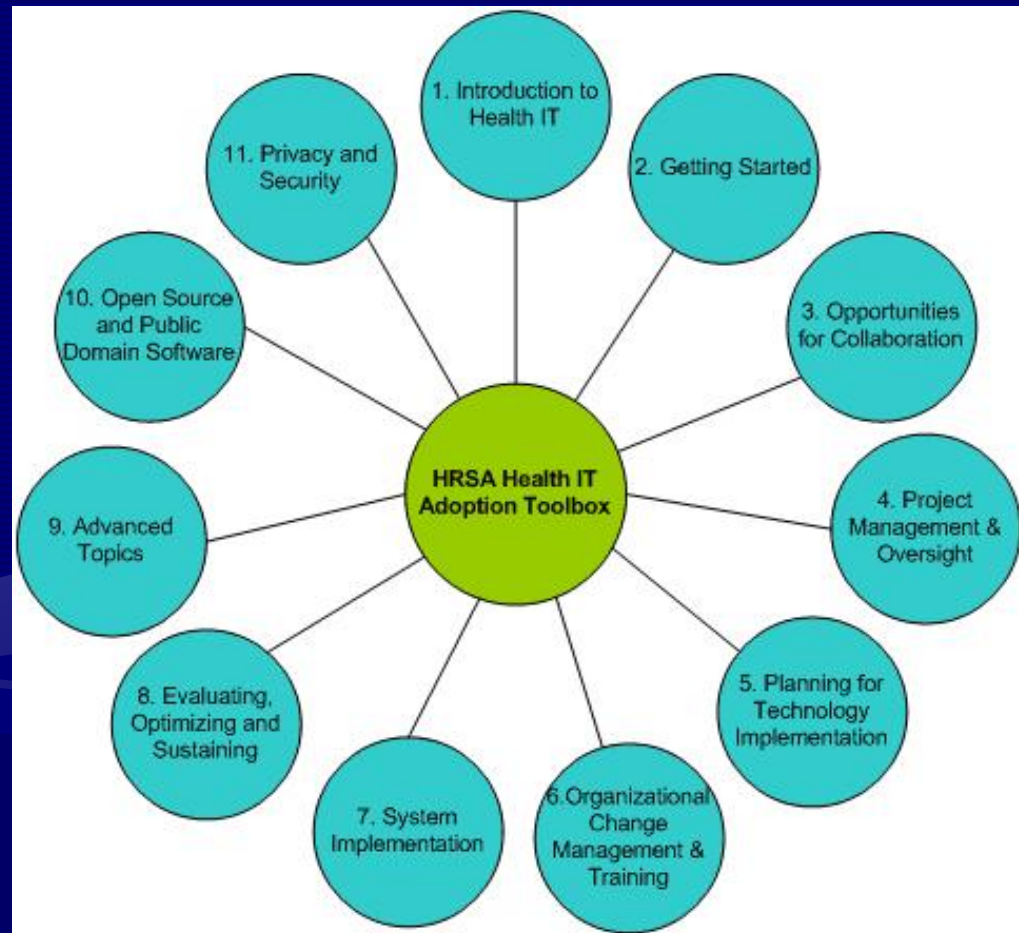 1. Introduction to
Health IT
2. Getting Started
3. Opportunities
for Collaboration
4. Project
Management &
Oversight
5. Planning for
Technology
Implementation
6.Organizational
Change
Management &
Training
7. System
Implementation
8. Evaluating,
Optimizing and
Sustaining
9. Advanced
Topics
10. Open Source
and Public
Domain Software
11. Privacy and
Security
HRSA Health IT
Adoption Toolbox